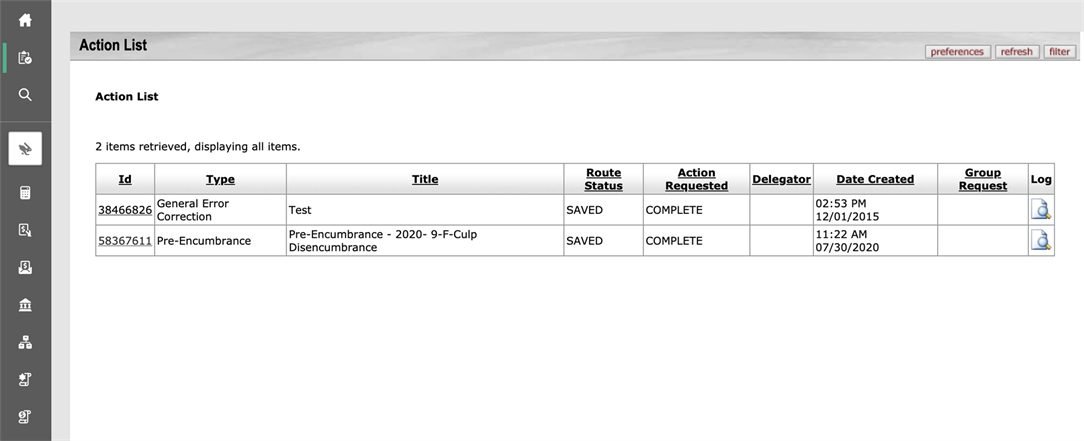 Action List
preferences refresh filter
Action List
2 items retrieved, displaying all items.
Id Type Title Route Status Action Requested Delegator Date Created Group Request Log
38466826 General Error Correction Test SAVED COMPLETE 02:53 PM 12/01/2015
58367611 Pre-Encumbrance Pre-Encumbrance - 2020- 9-F-Culp Disencumbrance SAVED COMPLETE 11:22 AM 07/30/2020